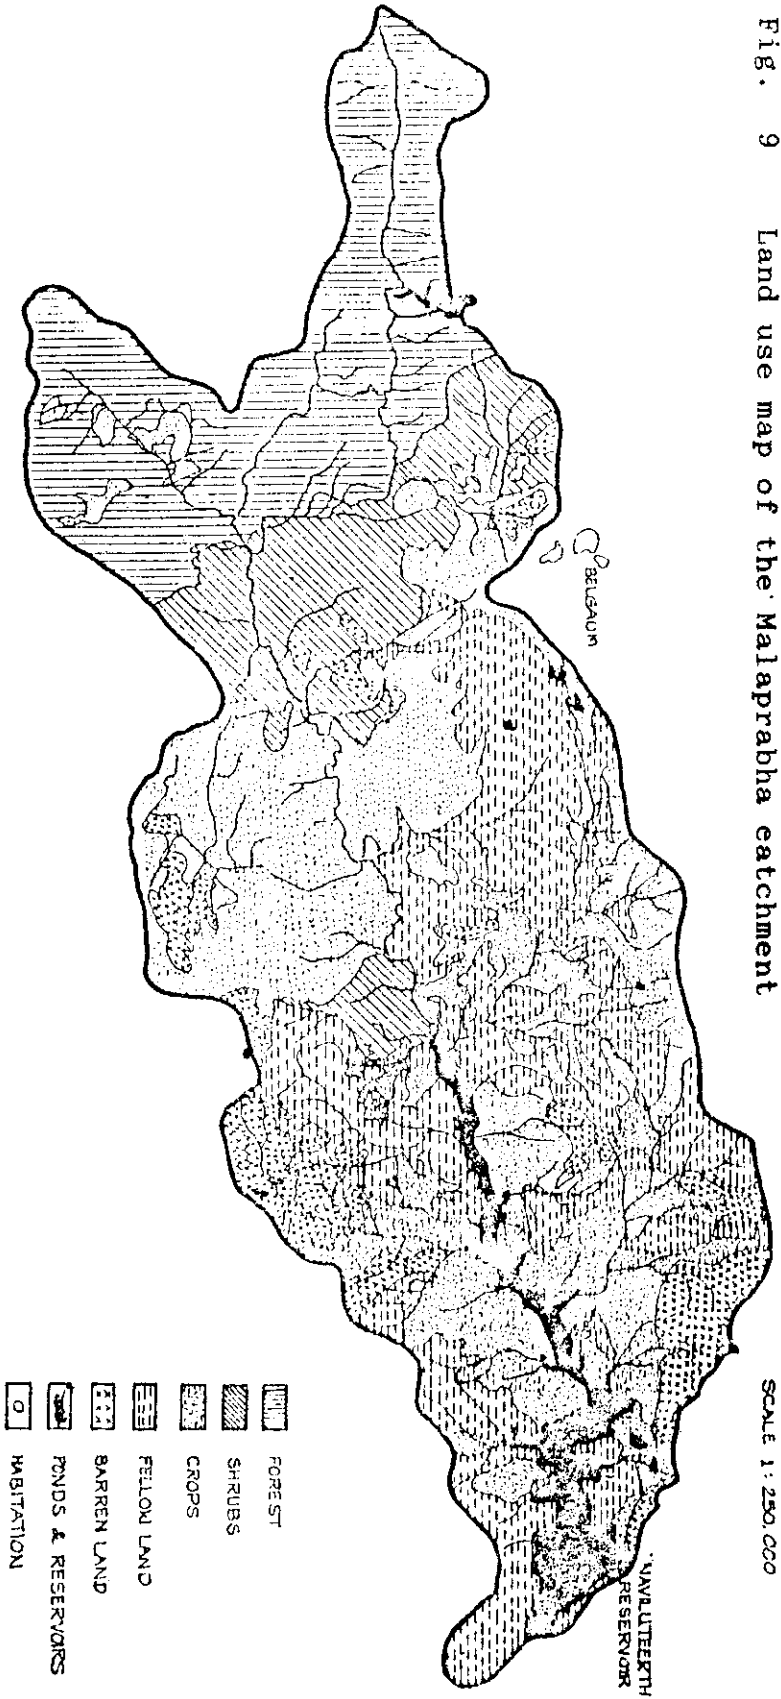 Fig. 9 Land use map of the Malaprabha eatchment
SCALE 1:250,000
BELGAUM
NAVILUTEERTH
RESERVOIR
FOREST
SHRUBS
CROPS
FELLOW LAND
BARREN LAND
PONDS & RESERVOIRS
HABITATION